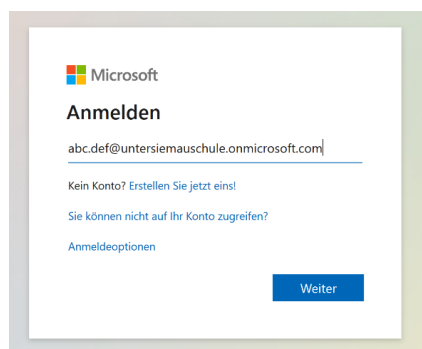 Microsoft
Anmelden
abc.def@untersiemauschule.onmicrosoft.com
Kein Konto? Erstellen Sie jetzt eins!
Sie können nicht auf Ihr Konto zugreifen?
Anmeldeoptionen
Weiter